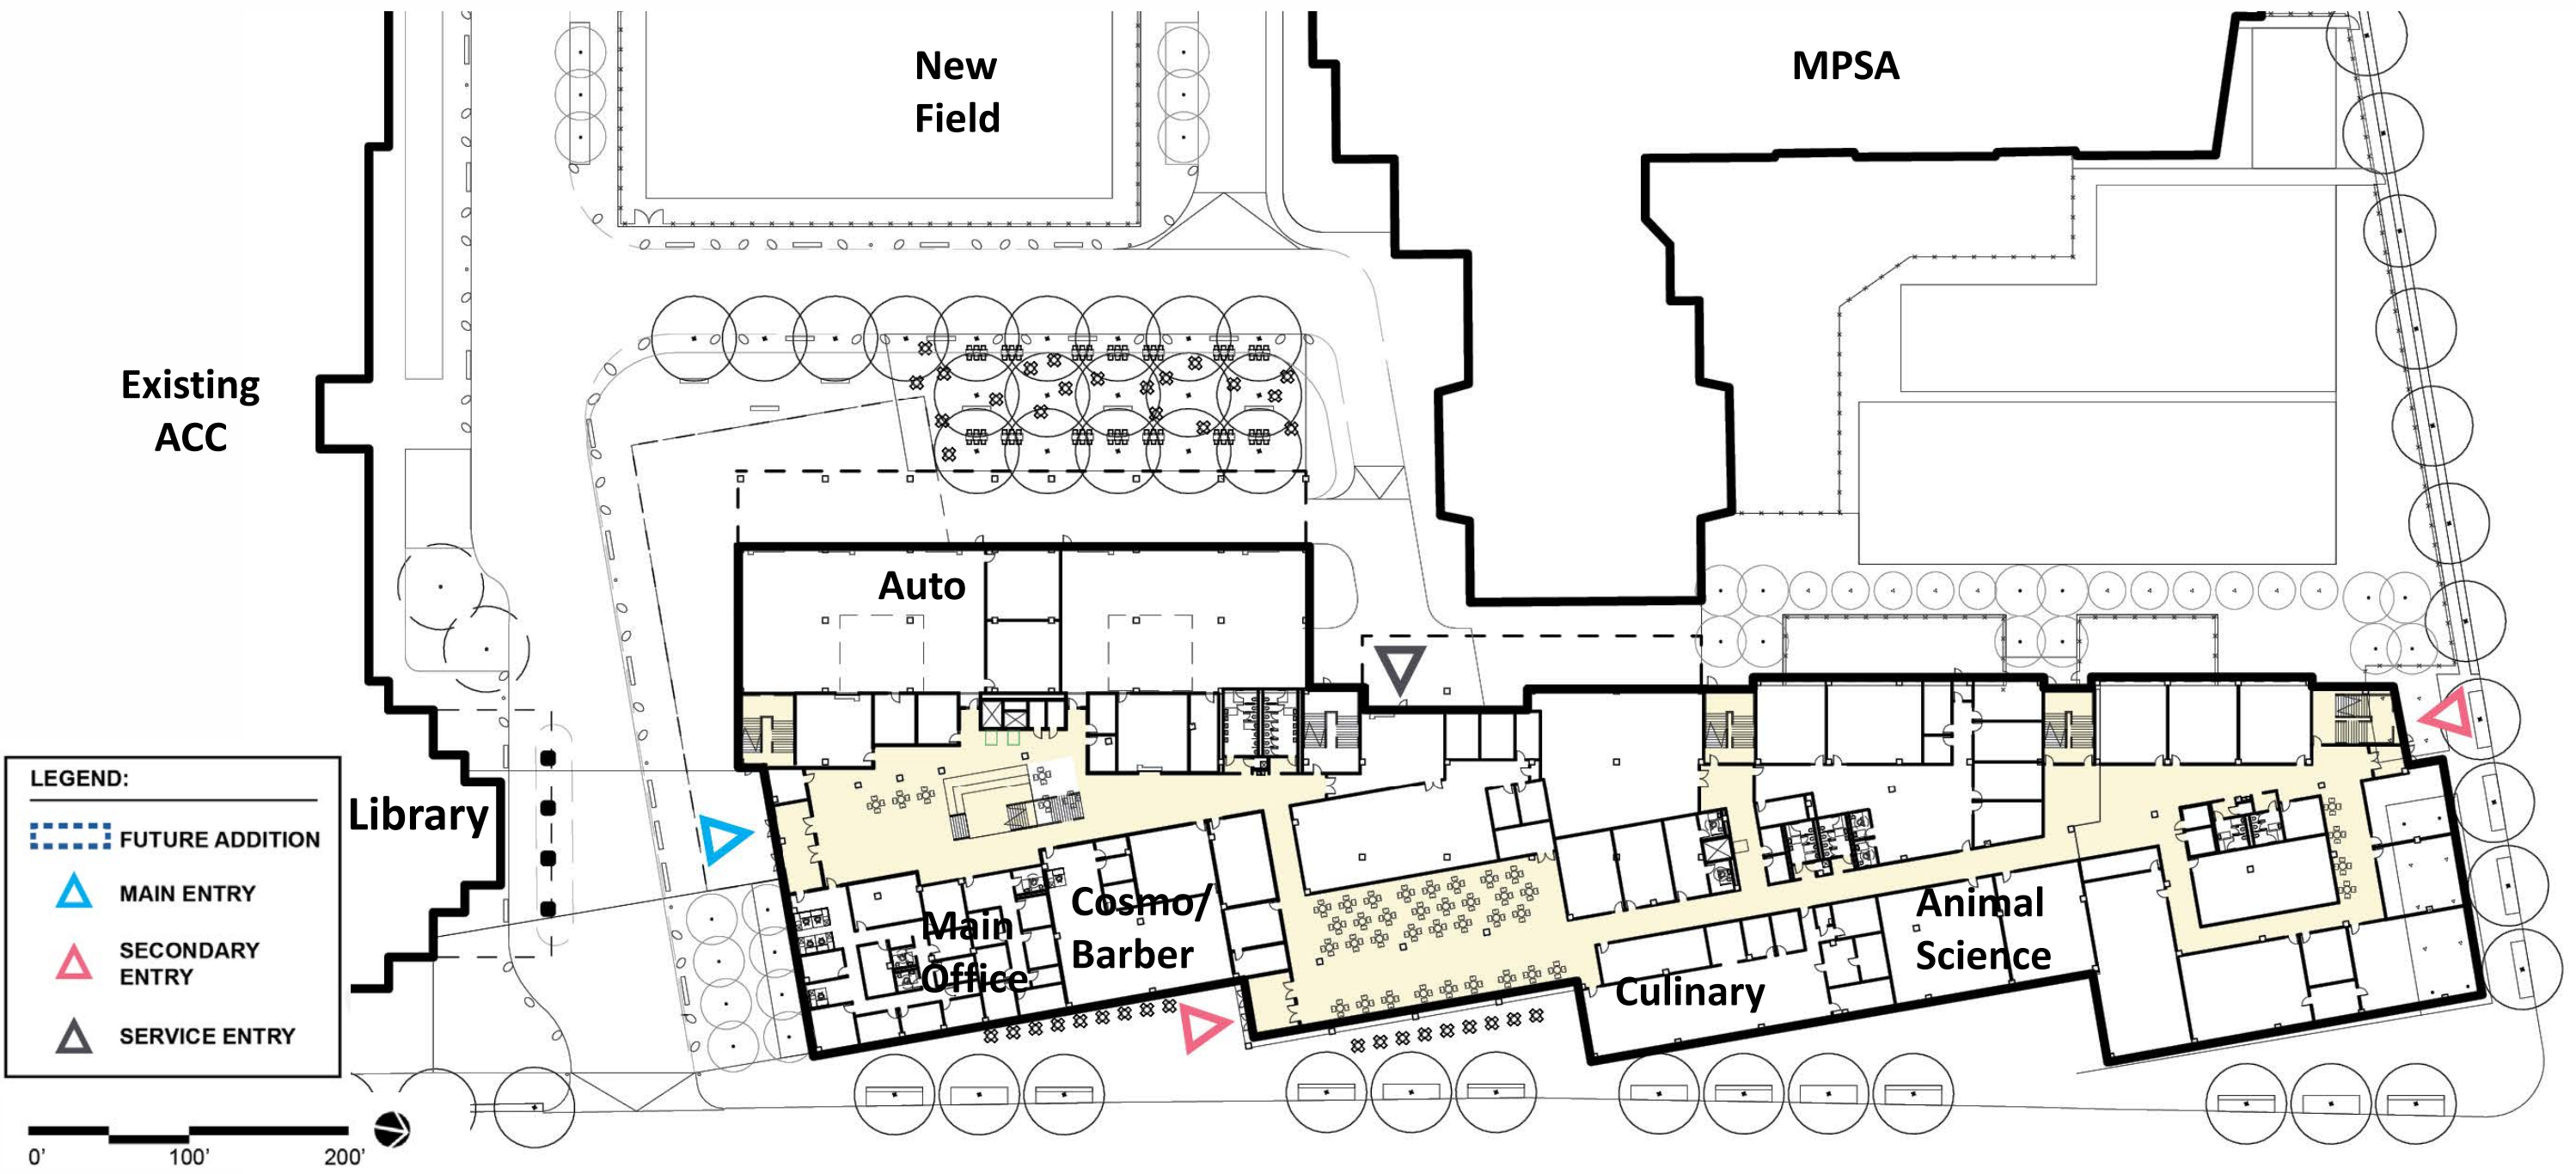 New
Field
MPSA
Existing
ACC
Auto
Library
Main
Office
Cosmo/
Barber
Culinary
Animal
Science
LEGEND:
FUTURE ADDITION
MAIN ENTRY
SECONDARY
ENTRY
SERVICE ENTRY
0'
100'
200'